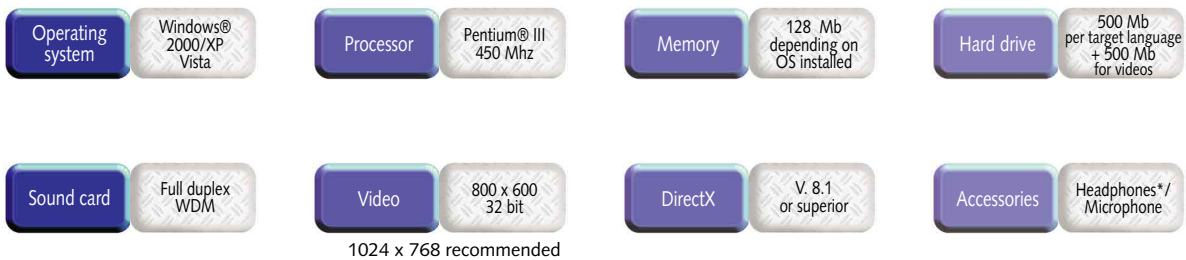 Operating
system
Windows®
2000/XP
Vista
Processor
Pentium® III
450 Mhz
Memory
128 Mb
depending on
OS installed
Hard drive
500 Mb
per target language
+ 500 Mb
for videos
Sound card
Full duplex
WDM
Video
800 x 600
32 bit
1024 x 768 recommended
DirectX
V. 8.1
or superior
Accessories
Headphones*/
Microphone